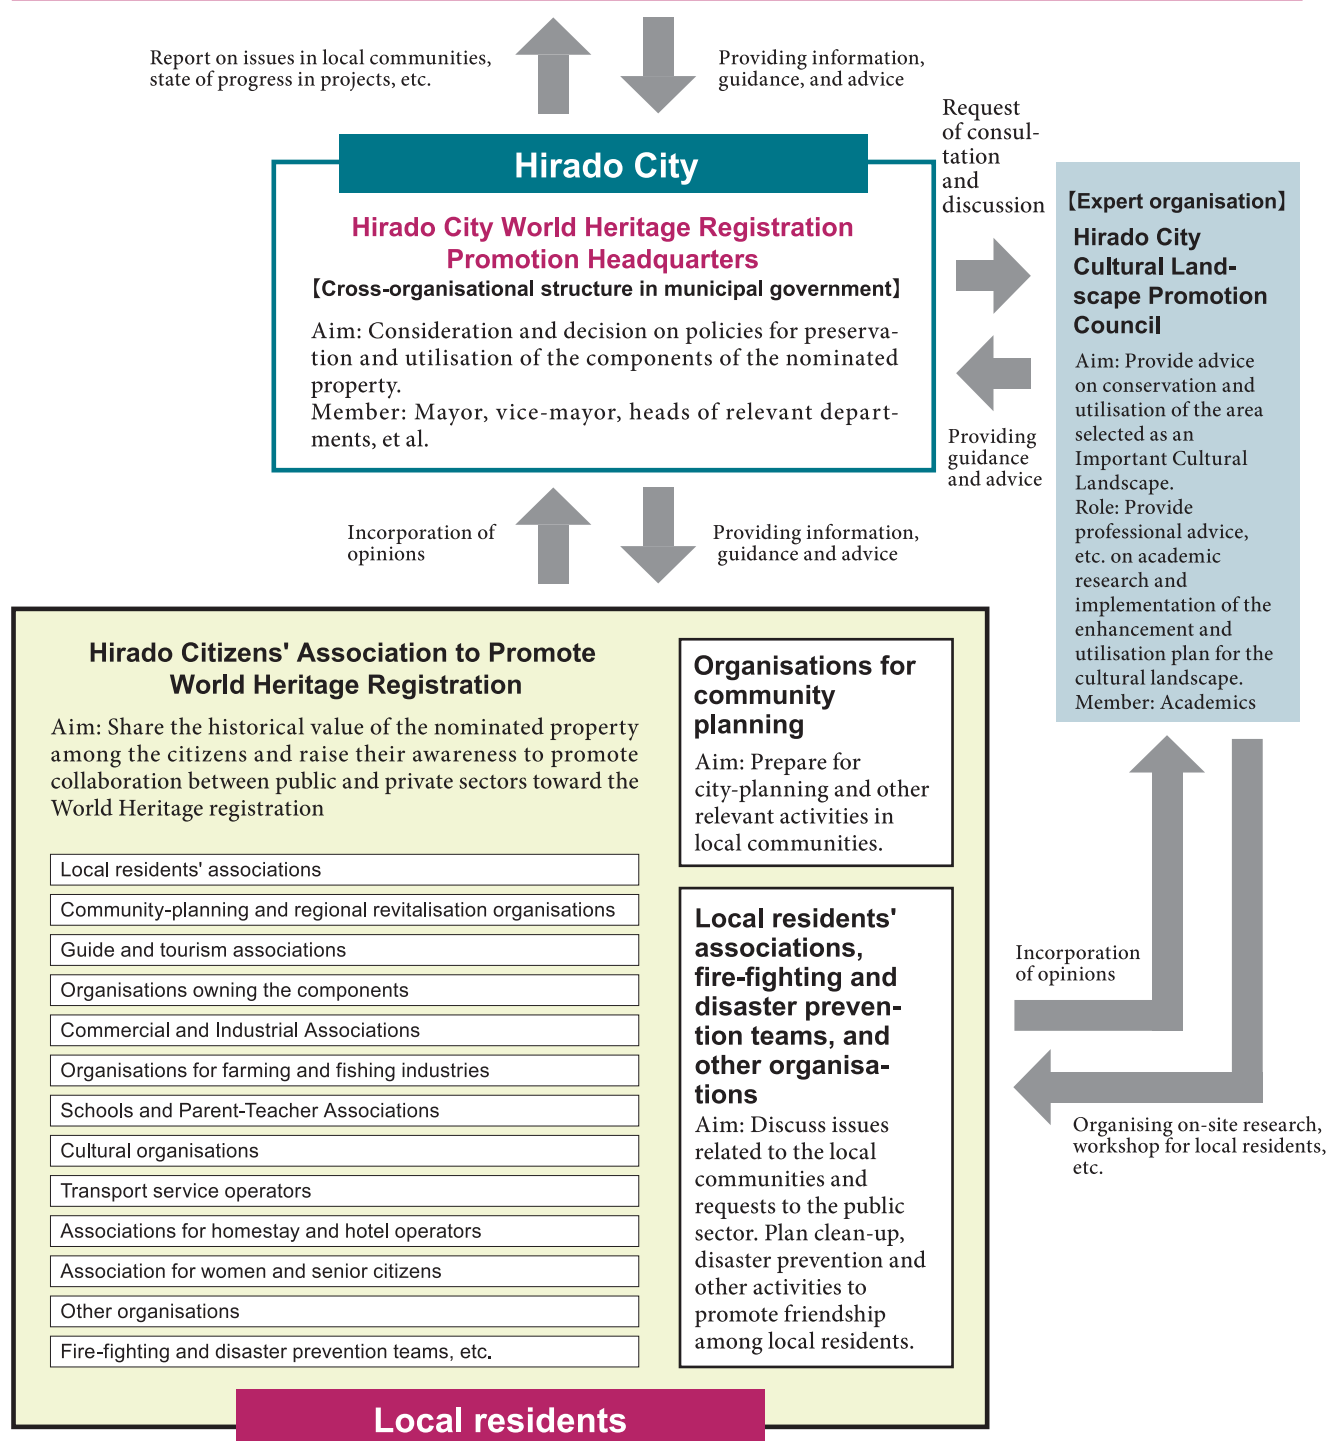 Report on issues in local communities,
state of progress in projects, etc.
Providing information,
guidance, and advice
Hirado City
Hirado City World Heritage Registration
Promotion Headquarters
【Cross-organisational structure in municipal government】
Aim: Consideration and decision on policies for preserva-
tion and utilisation of the components of the nominated
property.
Member: Mayor, vice-mayor, heads of relevant depart-
ments, et al.
Request
of consul-
tation
and
discussion
Providing
guidance
and advice
【Expert organisation】
Hirado City
Cultural Land-
scape Promotion
Council
Aim: Provide advice
on conservation and
utilisation of the area
selected as an
Important Cultural
Landscape.
Role: Provide
professional advice,
etc. on academic
research and
implementation of the
enhancement and
utilisation plan for the
cultural landscape.
Member: Academics
Incorporation of
opinions
Providing information,
guidance and advice
Hirado Citizens' Association to Promote
World Heritage Registration
Aim: Share the historical value of the nominated property
among the citizens and raise their awareness to promote
collaboration between public and private sectors toward the
World Heritage registration
Local residents' associations
Community-planning and regional revitalisation organisations
Guide and tourism associations
Organisations owning the components
Commercial and Industrial Associations
Organisations for farming and fishing industries
Schools and Parent-Teacher Associations
Cultural organisations
Transport service operators
Associations for homestay and hotel operators
Association for women and senior citizens
Other organisations
Fire-fighting and disaster prevention teams, etc.
Organisations for
community
planning
Aim: Prepare for
city-planning and other
relevant activities in
local communities.
Local residents'
associations,
fire-fighting and
disaster preven-
tion teams, and
other organisa-
tions
Aim: Discuss issues
related to the local
communities and
requests to the public
sector. Plan clean-up,
disaster prevention and
other activities to
promote friendship
among local residents.
Incorporation
of opinions
Organising on-site research,
workshop for local residents,
etc.
Local residents